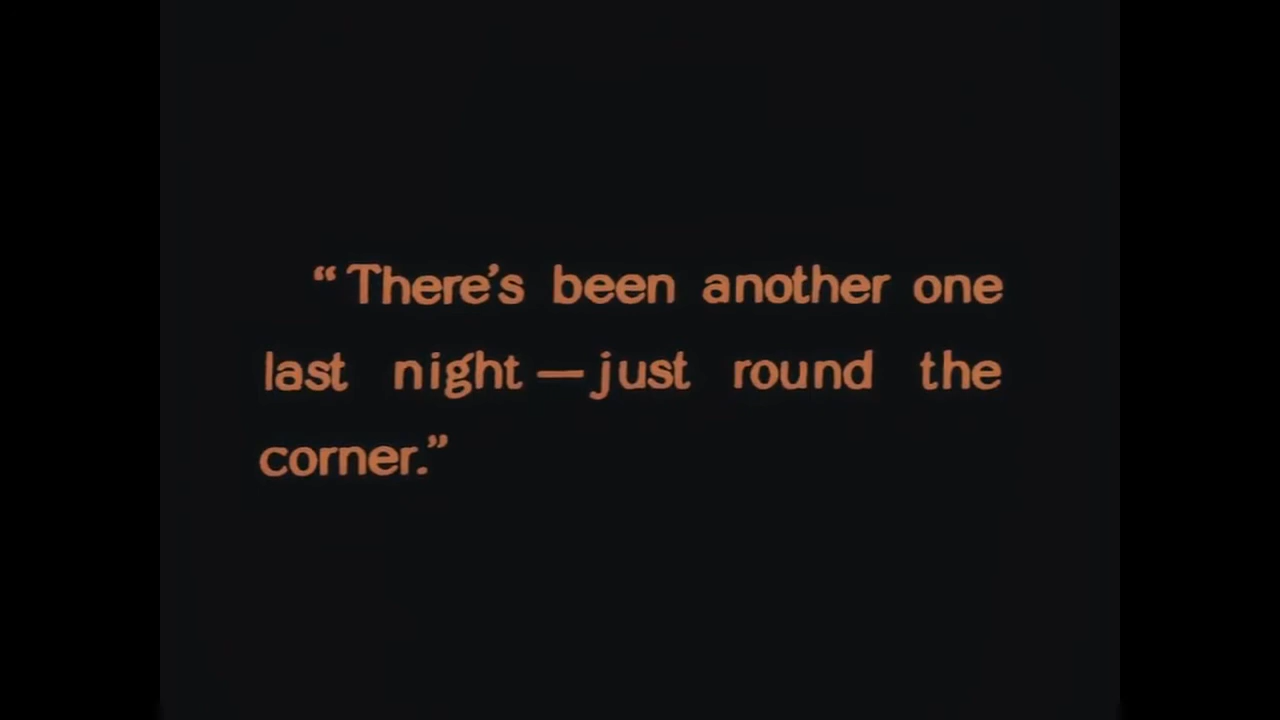 “There’s been another one
last night — just round the
corner.”